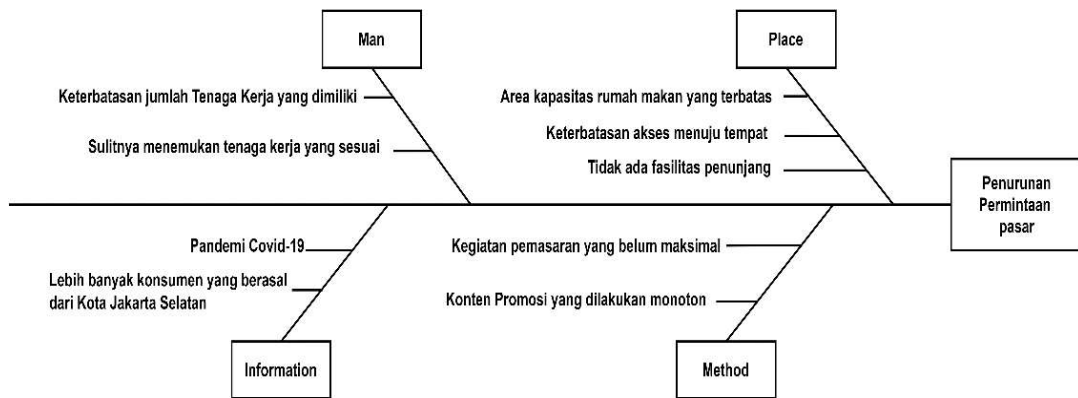 Man
Place
Keterbatasan jumlah Tenaga Kerja yang dimiliki
Sulitnya menemukan tenaga kerja yang sesuai
Area kapasitas rumah makan yang terbatas
Keterbatasan akses menuju tempat
Tidak ada fasilitas penunjang
Penurunan
Permintaan
pasar
Pandemi Covid-19
Lebih banyak konsumen yang berasal
dari Kota Jakarta Selatan
Kegiatan pemasaran yang belum maksimal
Konten Promosi yang dilakukan monoton
Information
Method